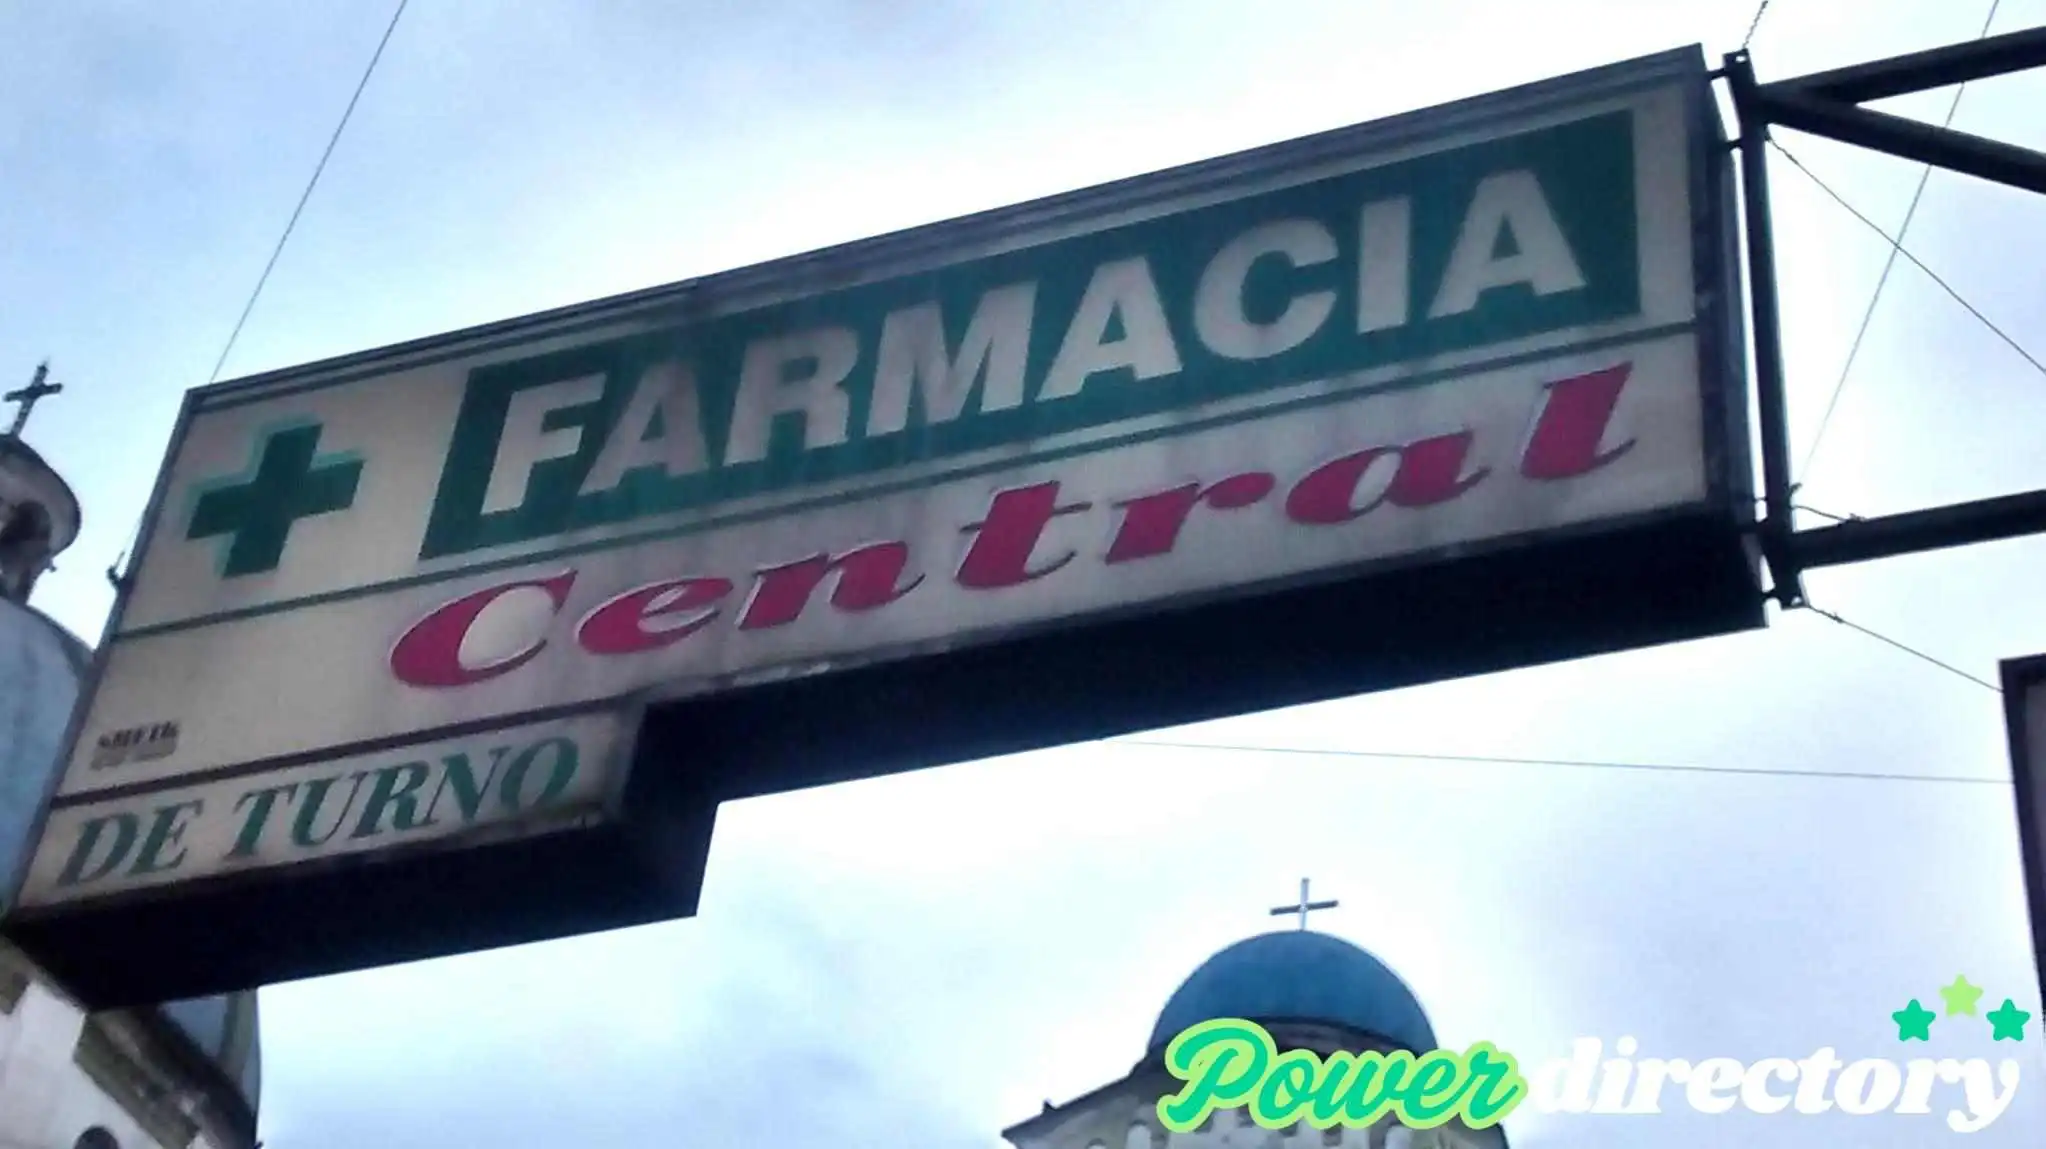 FARMACIA
Central
DE TURNO
Power directory